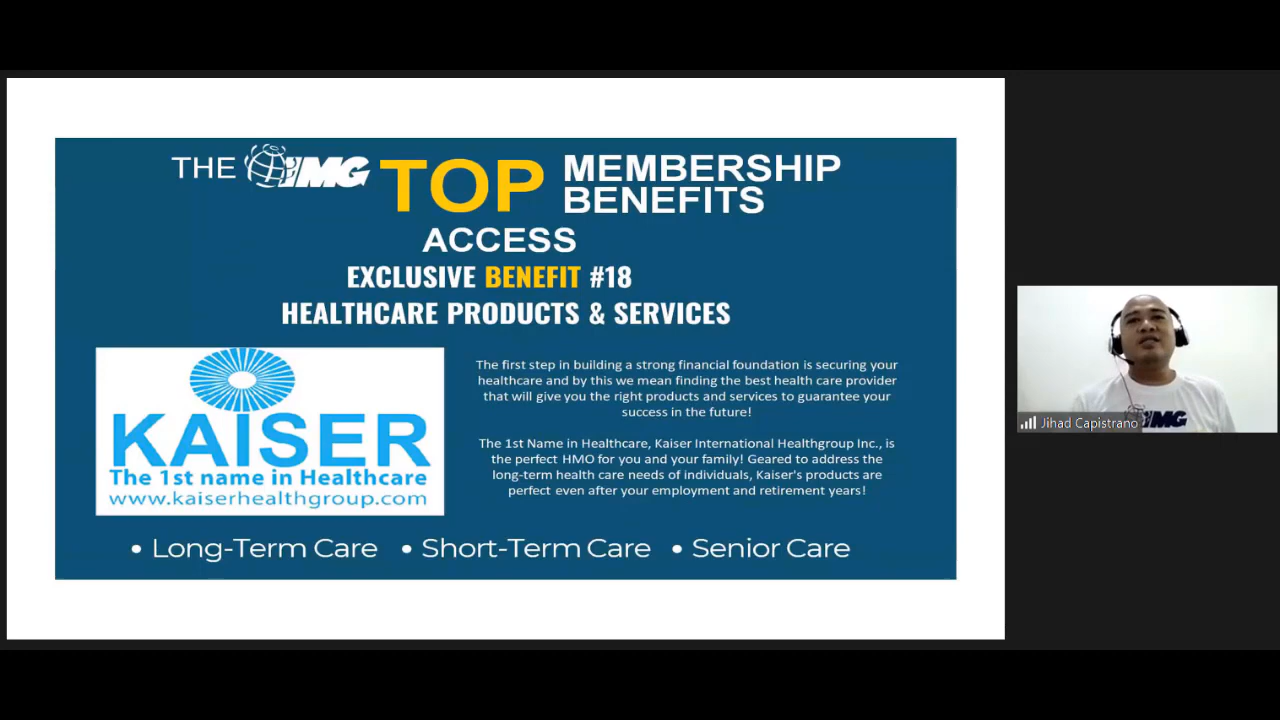 THE IMG TOP MEMBERSHIP
BENEFITS
ACCESS
EXCLUSIVE BENEFIT #18
HEALTHCARE PRODUCTS & SERVICES
KAISER
The 1st name in Healthcare
www.kaiserhealthgroup.com
The first step in building a strong financial foundation is securing your
healthcare and by this we mean finding the best health care provider
that will give you the right products and services to guarantee your
success in the future!
The 1st Name in Healthcare, Kaiser International Healthgroup Inc., is
the perfect HMO for you and your family! Geared to address the
long-term health care needs of individuals, Kaiser's products are
perfect even after your employment and retirement years!
• Long-Term Care • Short-Term Care • Senior Care
IMG
Jihad Capistrano